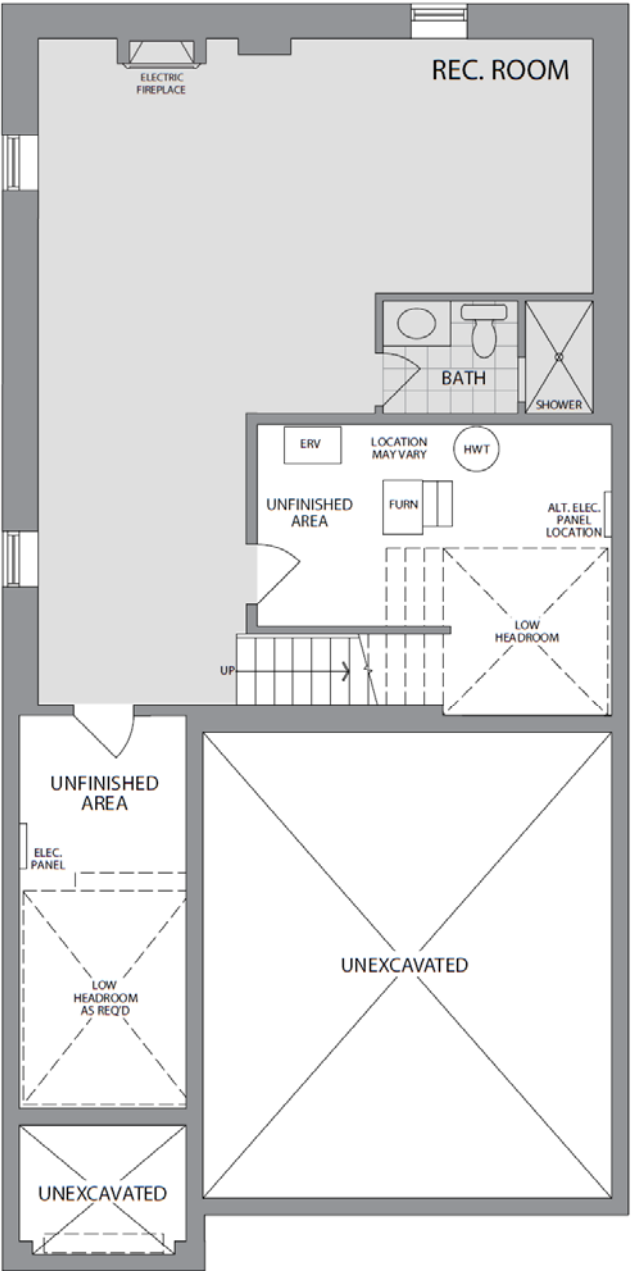 REC. ROOM
ELECTRIC
FIREPLACE
BATH
SHOWER
ERV
LOCATION
MAY VARY
HWT
UNFINISHED
AREA
FURN
ALT. ELEC.
PANEL
LOCATION
LOW
HEADROOM
UP
UNFINISHED
AREA
ELEC.
PANEL
LOW
HEADROOM
AS REQ'D
UNEXCAVATED
UNEXCAVATED